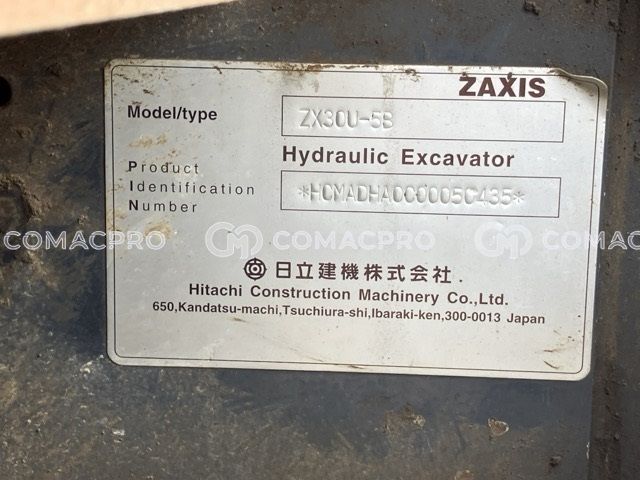 ZAXIS
Model/type ZX30U-5B
Hydraulic Excavator
Product
Identification
Number
日立建機株式会社.
Hitachi Construction Machinery Co.,Ltd.
650,Kandatsu-machi,Tsuchiura-shi,Ibaraki-ken,300-0013 Japan
COMACPRO COMACPRO COMACPRO